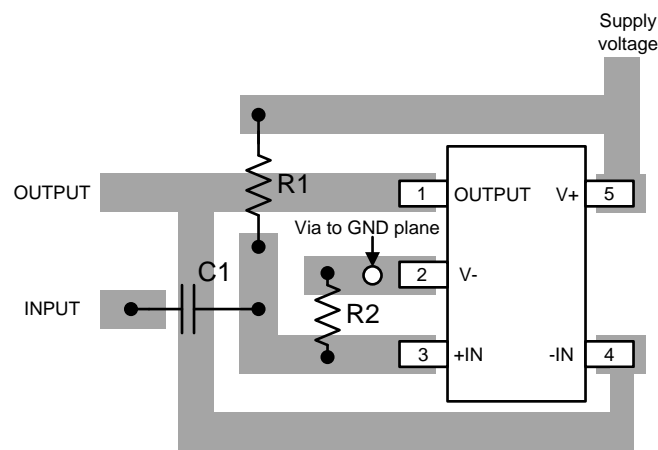 Supply
voltage
R1
OUTPUT
1
OUTPUT
V+
5
Via to GND plane
C1
2
V-
INPUT
R2
3
+IN
-IN
4